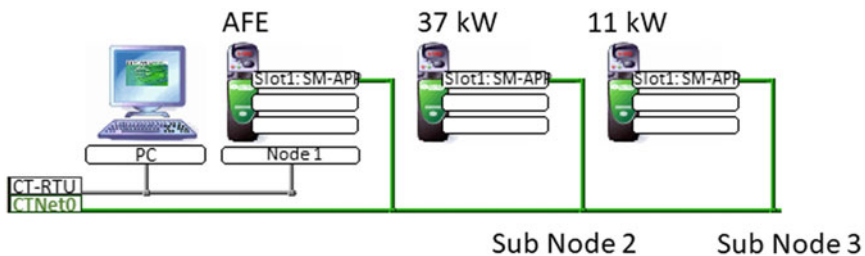 AFE 37 kW 11 kW
Slot1: SM-APP Slot1: SM-APP Slot1: SM-APP
PC Node 1
CT-RTU
CTNet0
Sub Node 2 Sub Node 3